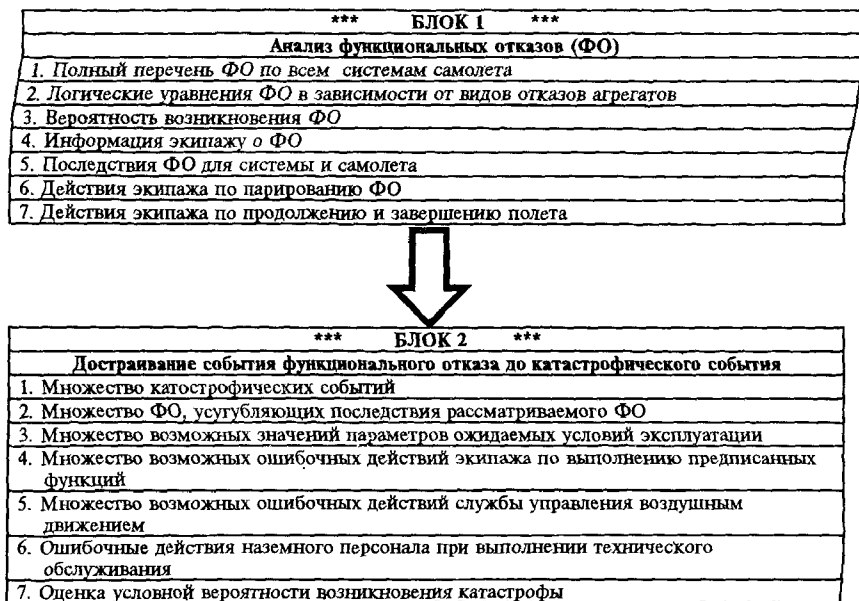 *** БЛОК 1 ***
Анализ функциональных отказов (ФО)
1. Полный перечень ФО по всем системам самолета
2. Логические уравнения ФО в зависимости от видов отказов агрегатов
3. Вероятность возникновения ФО
4. Информация экипажу о ФО
5. Последствия ФО для системы и самолета
6. Действия экипажа по парированию ФО
7. Действия экипажа по продолжению и завершению полета
*** БЛОК 2 ***
Достраивание события функционального отказа до катастрофического события
1. Множество катострофических событий
2. Множество ФО, усугубляющих последствия рассматриваемого ФО
3. Множество возможных значений параметров ожидаемых условий эксплуатации
4. Множество возможных ошибочных действий экипажа по выполнению предписанных
функций
5. Множество возможных ошибочных действий службы управления воздушным
движением
6. Ошибочные действия наземного персонала при выполнении технического
обслуживания
7. Оценка условной вероятности возникновения катастрофы